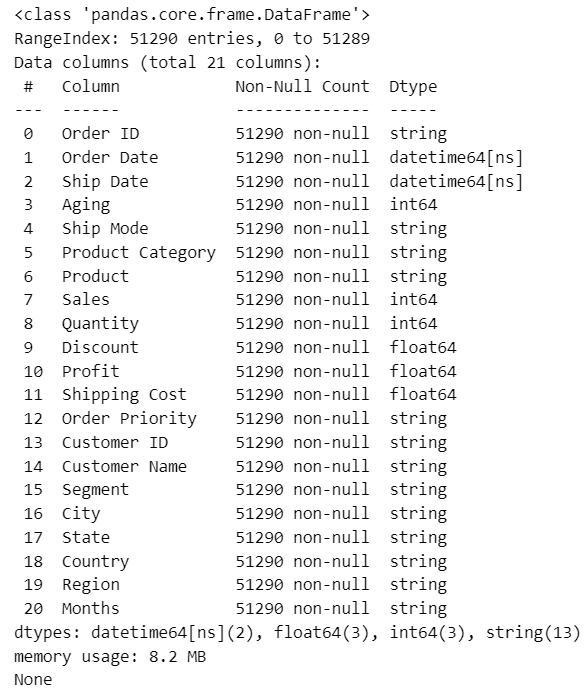 <class 'pandas.core.frame.DataFrame'>
RangeIndex: 51290 entries, 0 to 51289
Data columns (total 21 columns):
 #   Column            Non-Null Count  Dtype
---  ------            --------------  -----
 0   Order ID          51290 non-null  string
 1   Order Date        51290 non-null  datetime64[ns]
 2   Ship Date         51290 non-null  datetime64[ns]
 3   Aging             51290 non-null  int64
 4   Ship Mode         51290 non-null  string
 5   Product Category  51290 non-null  string
 6   Product           51290 non-null  string
 7   Sales             51290 non-null  int64
 8   Quantity          51290 non-null  int64
 9   Discount          51290 non-null  float64
 10  Profit            51290 non-null  float64
 11  Shipping Cost     51290 non-null  float64
 12  Order Priority    51290 non-null  string
 13  Customer ID       51290 non-null  string
 14  Customer Name     51290 non-null  string
 15  Segment           51290 non-null  string
 16  City              51290 non-null  string
 17  State             51290 non-null  string
 18  Country           51290 non-null  string
 19  Region            51290 non-null  string
 20  Months            51290 non-null  string
dtypes: datetime64[ns](2), float64(3), int64(3), string(13)
memory usage: 8.2 MB
None